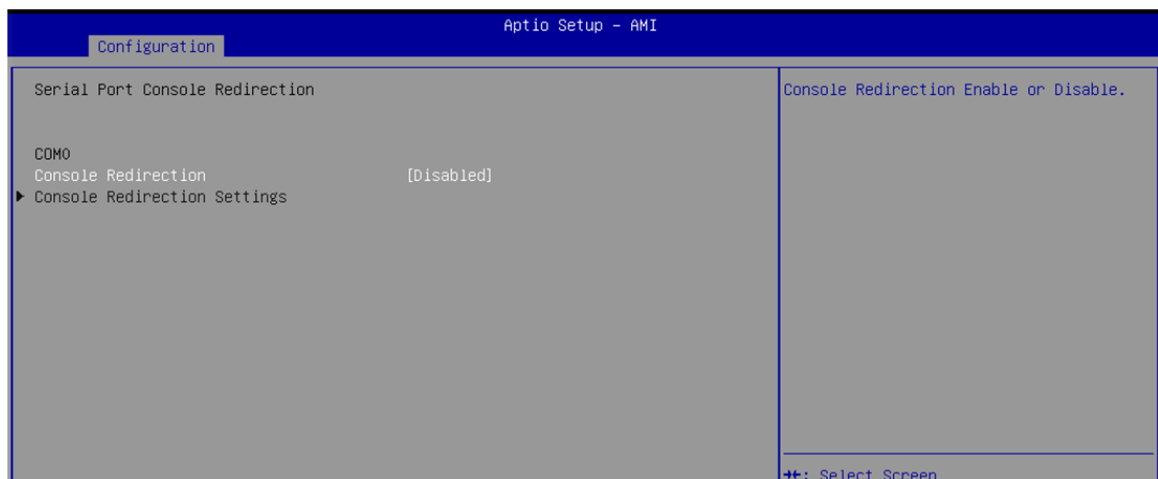 Aptio Setup – AMI
Configuration
Serial Port Console Redirection
Console Redirection Enable or Disable.
COM0
Console Redirection [Disabled]
Console Redirection Settings
: Select Screen